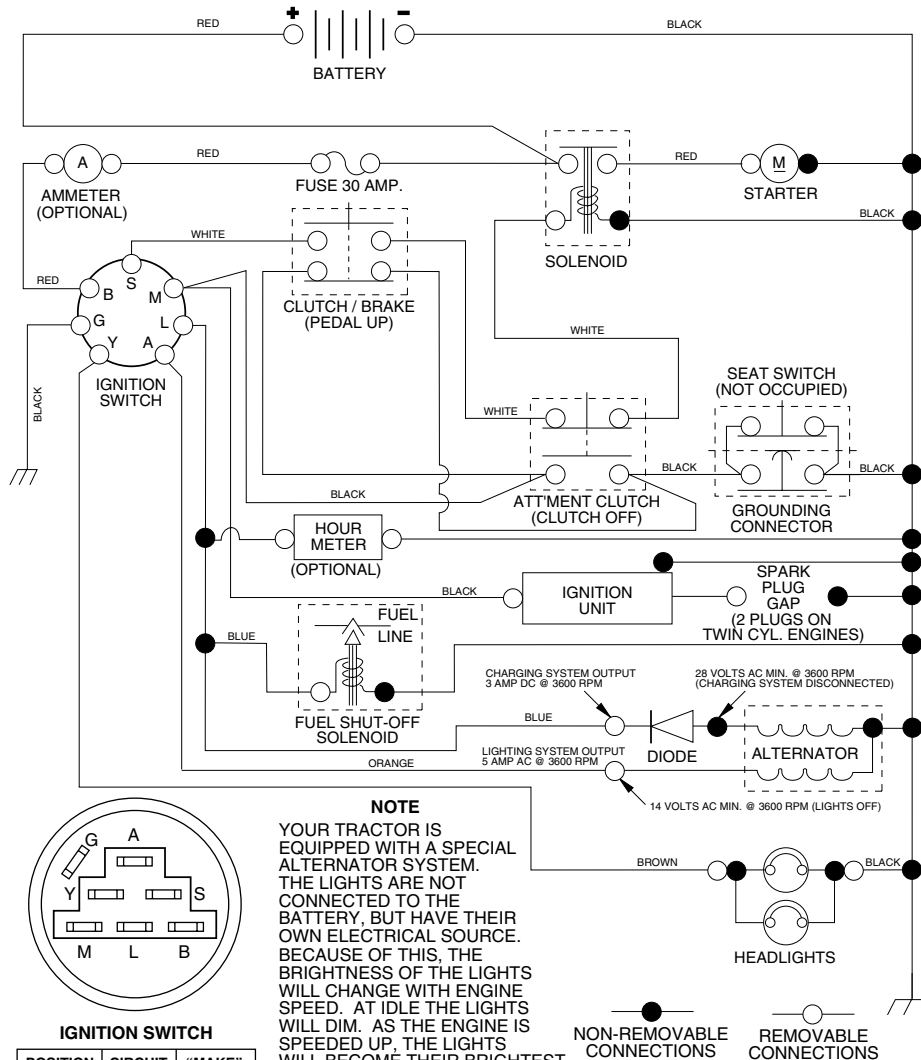 RED
+
-
BLACK
BATTERY
A
RED
RED
M
AMMETER
(OPTIONAL)
FUSE 30 AMP.
STARTER
WHITE
BLACK
SOLENOID
RED
S
B
M
G
L
Y
A
CLUTCH / BRAKE
(PEDAL UP)
IGNITION
SWITCH
BLACK
WHITE
SEAT SWITCH
(NOT OCCUPIED)
WHITE
BLACK
BLACK
BLACK
ATT'MENT CLUTCH
(CLUTCH OFF)
GROUNDING
CONNECTOR
HOUR
METER
(OPTIONAL)
BLACK
IGNITION
UNIT
SPARK
PLUG
GAP
(2 PLUGS ON
TWIN CYL. ENGINES)
FUEL
LINE
BLUE
FUEL SHUT-OFF
SOLENOID
CHARGING SYSTEM OUTPUT
3 AMP DC @ 3600 RPM
28 VOLTS AC MIN. @ 3600 RPM
(CHARGING SYSTEM DISCONNECTED)
BLUE
DIODE
ALTERNATOR
LIGHTING SYSTEM OUTPUT
5 AMP AC @ 3600 RPM
ORANGE
14 VOLTS AC MIN. @ 3600 RPM (LIGHTS OFF)
BROWN
BLACK
HEADLIGHTS
G
A
Y
S
M
L
B
IGNITION SWITCH
POSITION CIRCUIT "MAKE"
NOTE
YOUR TRACTOR IS
EQUIPPED WITH A SPECIAL
ALTERNATOR SYSTEM.
THE LIGHTS ARE NOT
CONNECTED TO THE
BATTERY, BUT HAVE THEIR
OWN ELECTRICAL SOURCE.
BECAUSE OF THIS, THE
BRIGHTNESS OF THE LIGHTS
WILL CHANGE WITH ENGINE
SPEED. AT IDLE THE LIGHTS
WILL DIM. AS THE ENGINE IS
SPEEDED UP, THE LIGHTS
WILL BECOME THEIR BRIGHTEST
NON-REMOVABLE
CONNECTIONS
REMOVABLE
CONNECTIONS